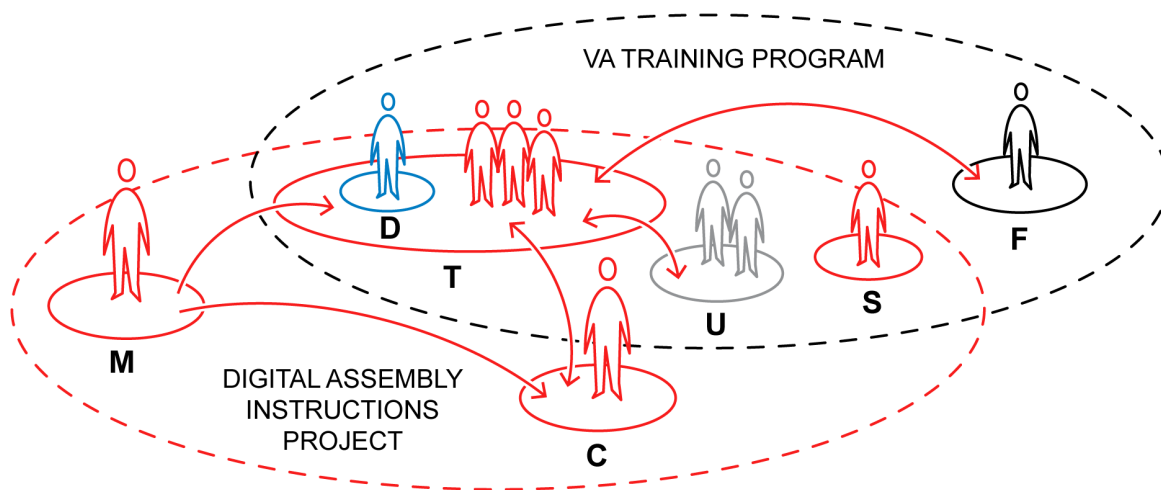 VA TRAINING PROGRAM
D
F
T
S
U
M
DIGITAL ASSEMBLY
INSTRUCTIONS
PROJECT
C